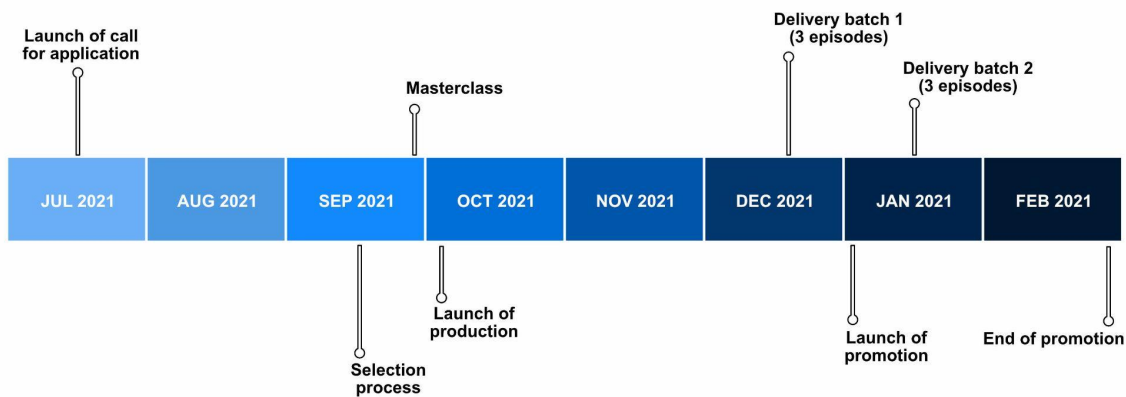 Launch of call
for application
Masterclass
Delivery batch 1
(3 episodes)
Delivery batch 2
(3 episodes)
JUL 2021
AUG 2021
SEP 2021
OCT 2021
NOV 2021
DEC 2021
JAN 2021
FEB 2021
Selection
process
Launch of
production
Launch of
promotion
End of promotion